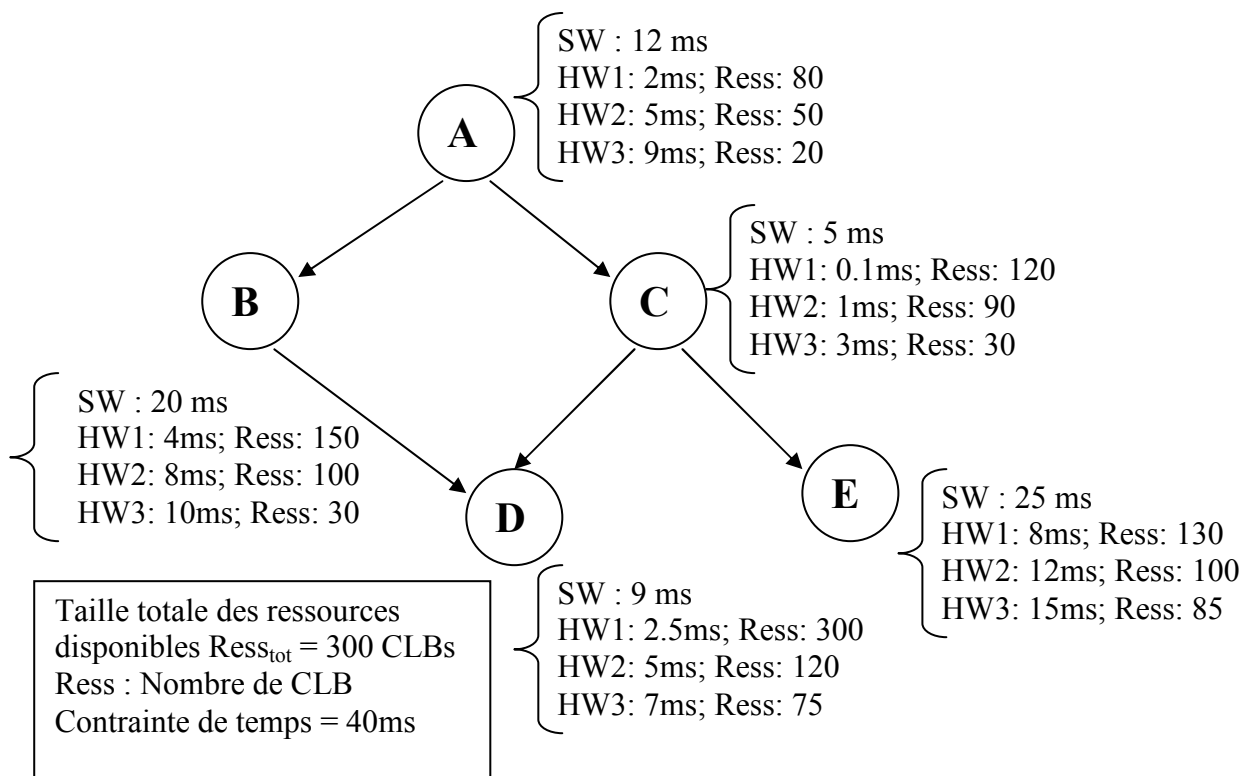 SW : 12 ms
HW1: 2ms; Ress: 80
HW2: 5ms; Ress: 50
HW3: 9ms; Ress: 20
A
SW : 5 ms
HW1: 0.1ms; Ress: 120
HW2: 1ms; Ress: 90
HW3: 3ms; Ress: 30
B
C
SW : 20 ms
HW1: 4ms; Ress: 150
HW2: 8ms; Ress: 100
HW3: 10ms; Ress: 30
D
E
SW : 25 ms
HW1: 8ms; Ress: 130
HW2: 12ms; Ress: 100
HW3: 15ms; Ress: 85
SW : 9 ms
HW1: 2.5ms; Ress: 300
HW2: 5ms; Ress: 120
HW3: 7ms; Ress: 75
Taille totale des ressources
disponibles Ress_tot = 300 CLBs
Ress : Nombre de CLB
Contrainte de temps = 40ms